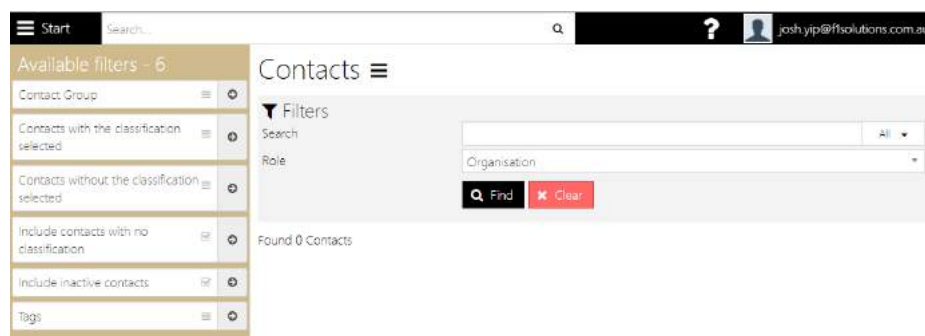 Start
Search...
?
josh.yip@f1solutions.com.au
Available filters - 6
Contact Group
Contacts with the classification
selected
Contacts without the classification
selected
Include contacts with no
classification
Include inactive contacts
Tags
Contacts
Filters
Search
All
Role
Organisation
Find
Clear
Found 0 Contacts